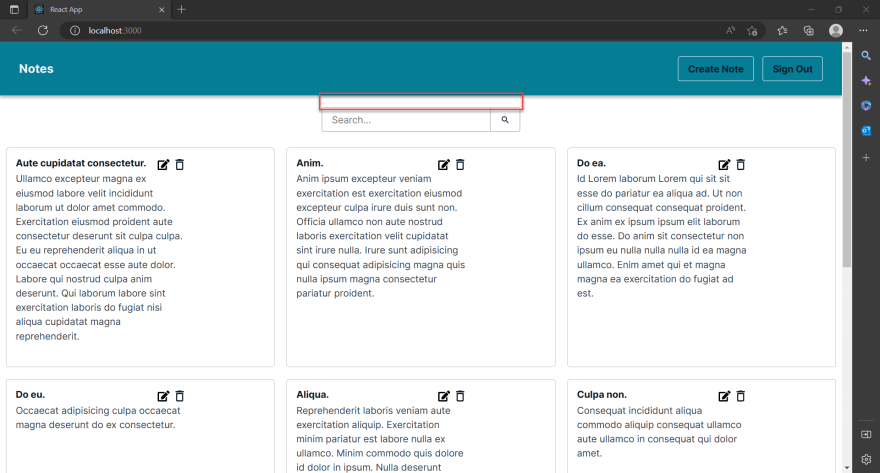 React App
localhost:3000
Notes
Create Note
Sign Out
Search...
Aute cupidatat consectetur.
Ullamco excepteur magna ex
eiusmod labore velit incididunt
laborum ut dolor amet commodo.
Exercitation eiusmod proident aute
consectetur deserunt sit culpa culpa.
Eu eu reprehenderit aliqua in ut
occaecat occaecat esse aute dolor.
Labore qui nostrud culpa anim
deserunt. Qui laborum labore sint
exercitation laboris do fugiat nisi
aliqua cupidatat magna
reprehenderit.
Anim.
Anim ipsum excepteur veniam
exercitation est exercitation eiusmod
excepteur culpa irure duis sunt non.
Officia ullamco non aute nostrud
laboris exercitation velit cupidatat
sint irure nulla. Irure sunt adipisicing
qui consequat adipisicing magna quis
nulla ipsum magna consectetur
pariatur proident.
Do ea.
Id Lorem laborum Lorem qui sit sit
esse do pariatur ea aliqua ad. Ut non
cillum consequat consequat proident.
Ex anim ex ipsum ipsum elit laborum
do esse. Do anim sit consectetur non
ipsum eu nulla nulla nulla id ea magna
ullamco. Enim amet qui et magna
magna ea exercitation do fugiat ad
est.
Do eu.
Occaecat adipisicing culpa occaecat
magna deserunt do ex consectetur.
Aliqua.
Reprehenderit laboris veniam aute
exercitation aliquip. Exercitation
minim pariatur est labore nulla ex
ullamco. Minim commodo quis dolore
id dolor in ipsum. Nulla deserunt
Culpa non.
Consequat incididunt aliqua
commodo aliquip consequat ullamco
aute ullamco in consequat qui dolor
amet.